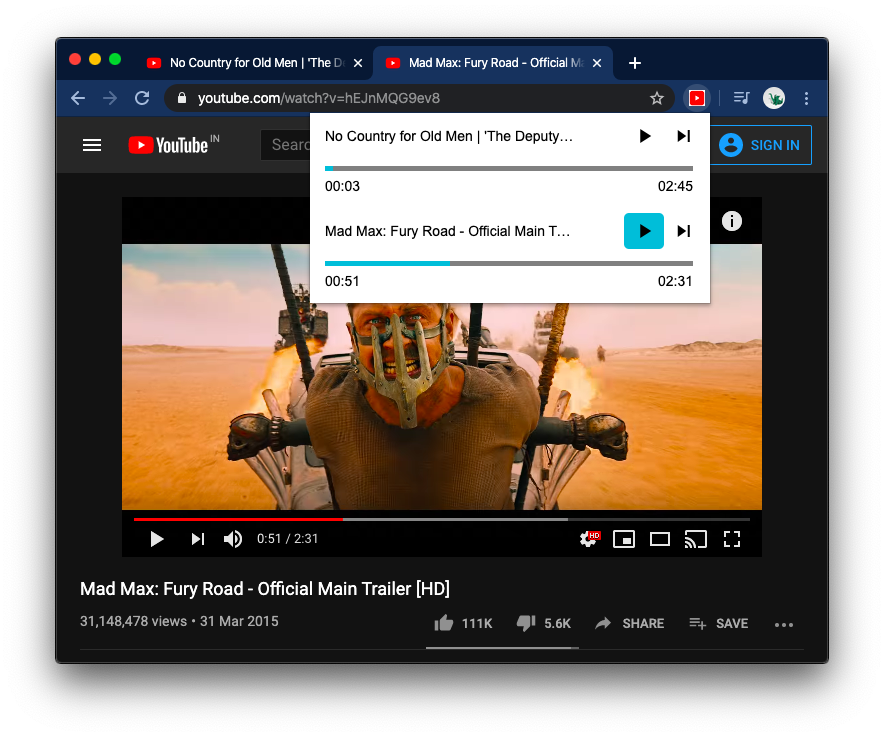 No Country for Old Men | 'The De
Mad Max: Fury Road - Official Ma
youtube.com/watch?v=hEJnMQG9ev8
YouTube IN
Searc
SIGN IN
No Country for Old Men | 'The Deputy…
00:03
02:45
Mad Max: Fury Road - Official Main T…
00:51
02:31
0:51 / 2:31
HD
Mad Max: Fury Road - Official Main Trailer [HD]
31,148,478 views • 31 Mar 2015
111K
5.6K
SHARE
SAVE